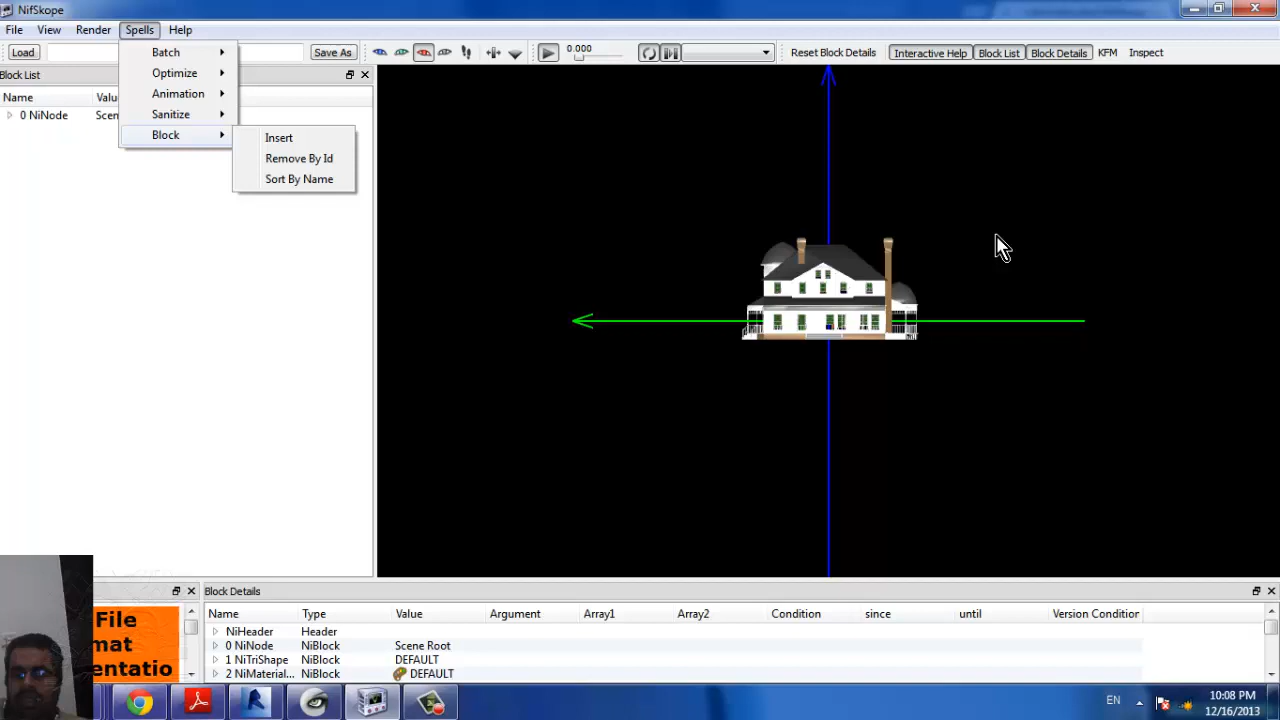 NifSkope
File View Render Spells Help
Load Save As 0.000 Reset Block Details Interactive Help Block List Block Details KFM Inspect
Batch
Optimize
Animation
Sanitize
Block
Insert
Remove By Id
Sort By Name
Block List
Name Valu
0 NiNode Scen
File
mat
entatio
Block Details
Name Type Value Argument Array1 Array2 Condition since until Version Condition
NiHeader Header
0 NiNode NiBlock Scene Root
1 NiTriShape NiBlock DEFAULT
2 NiMaterial... NiBlock DEFAULT
EN 10:08 PM
12/16/2013